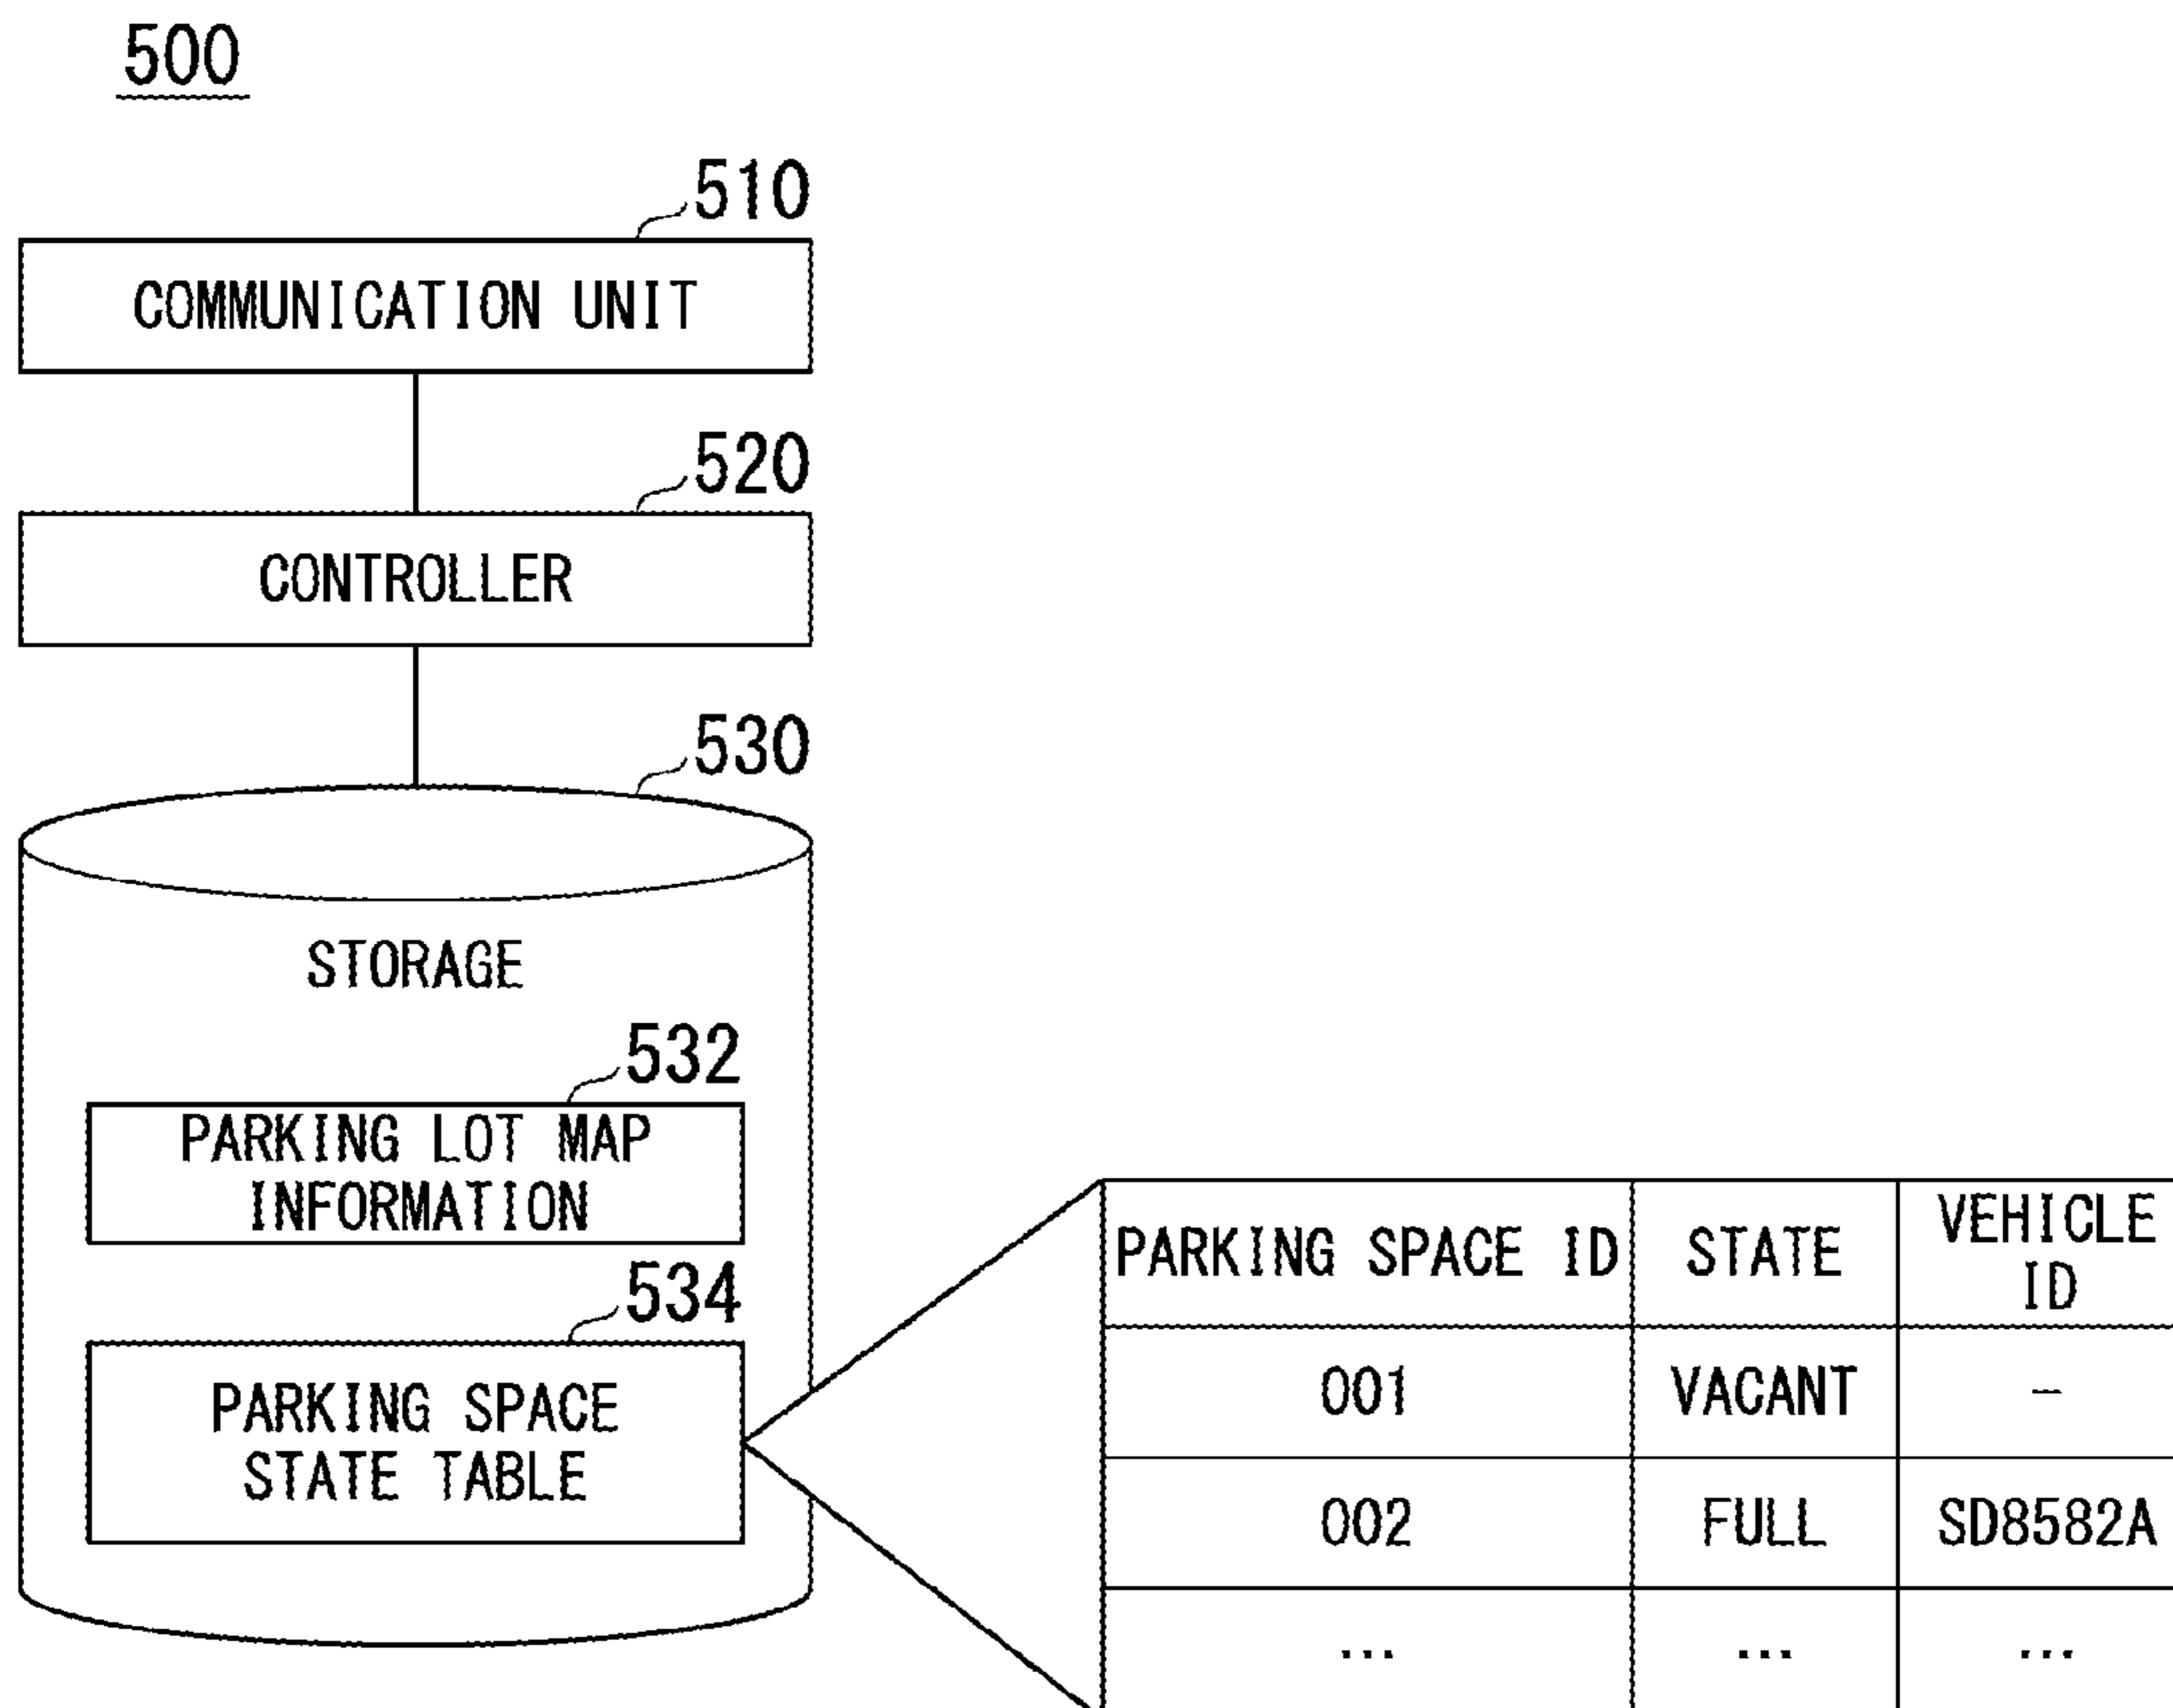 500
510
COMMUNICATION UNIT
520
CONTROLLER
530
STORAGE
532
PARKING LOT MAP
INFORMATION
534
PARKING SPACE
STATE TABLE
PARKING SPACE ID STATE VEHICLE
ID
001 VACANT –
002 FULL SD8582A
... ... ...